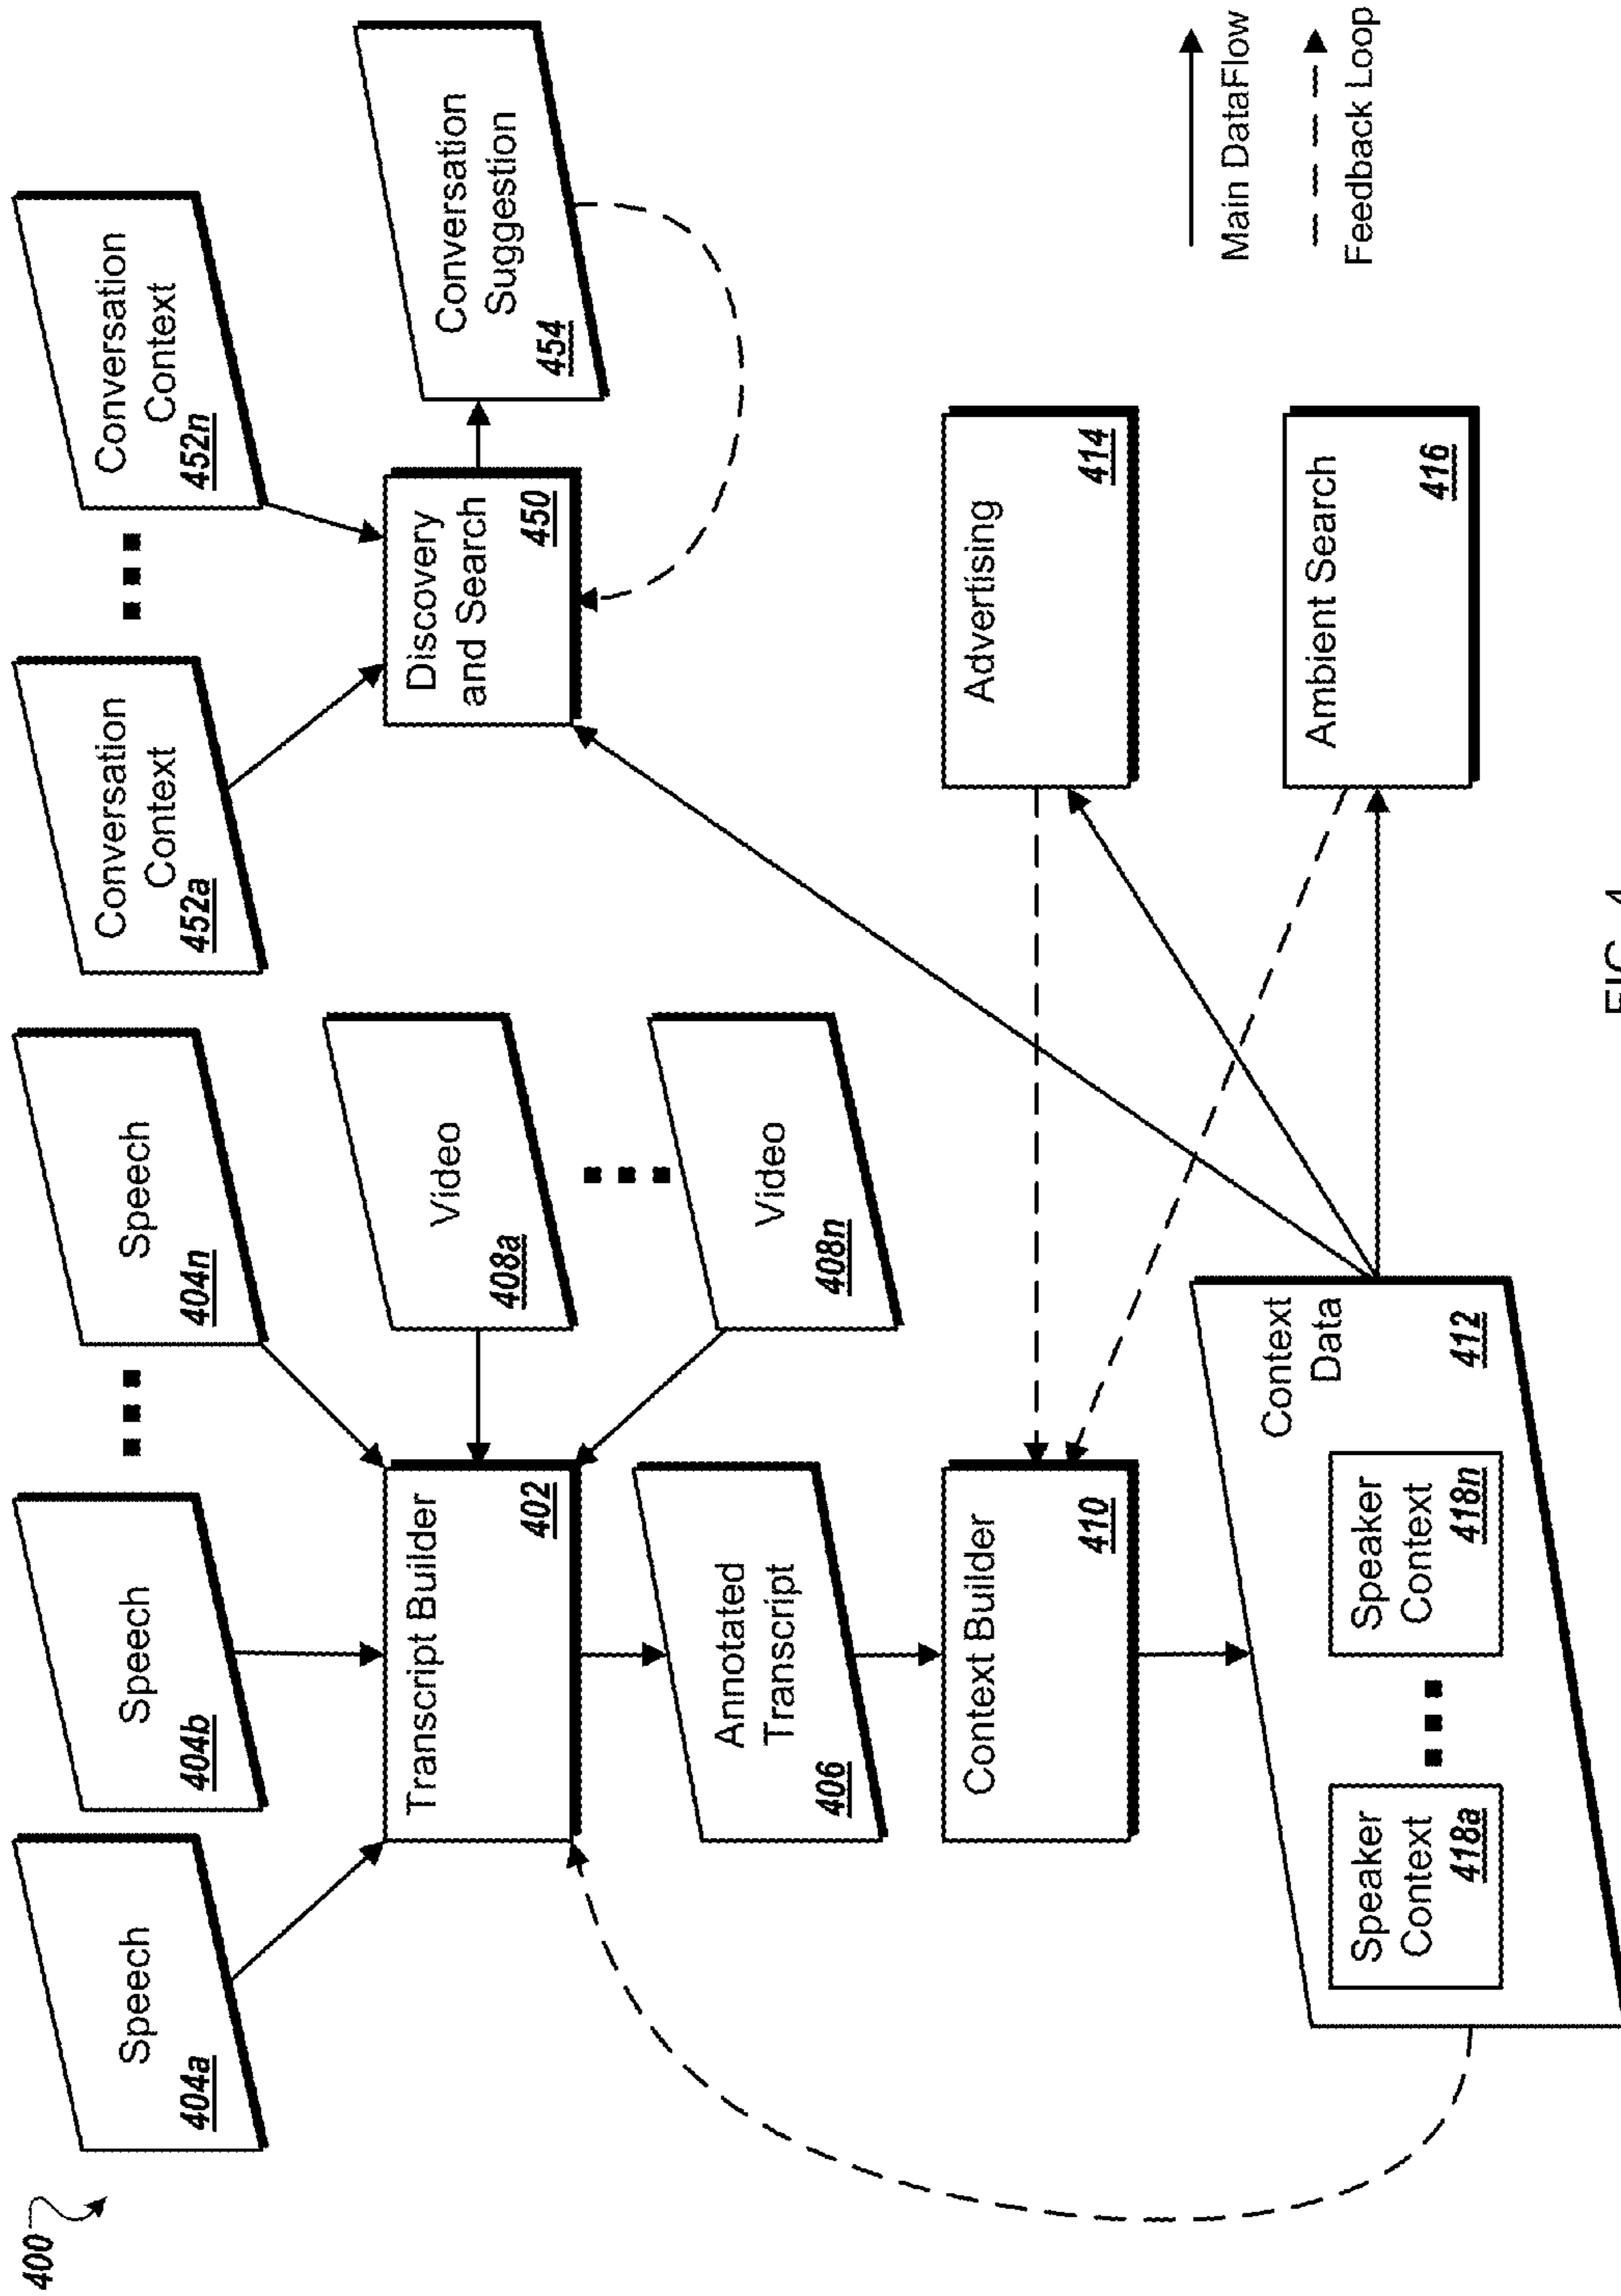 400
Speech
404a
Speech
404b
Speech
404n
Conversation
Context
452a
Conversation
Context
452n
Transcript Builder
402
Video
408a
Video
408n
Discovery
and Search
450
Conversation
Suggestion
454
Annotated
Transcript
406
Context Builder
410
Advertising
414
Ambient Search
416
Context
Data
412
Speaker
Context
418a
Speaker
Context
418n
Main DataFlow
Feedback Loop
FIG. 4